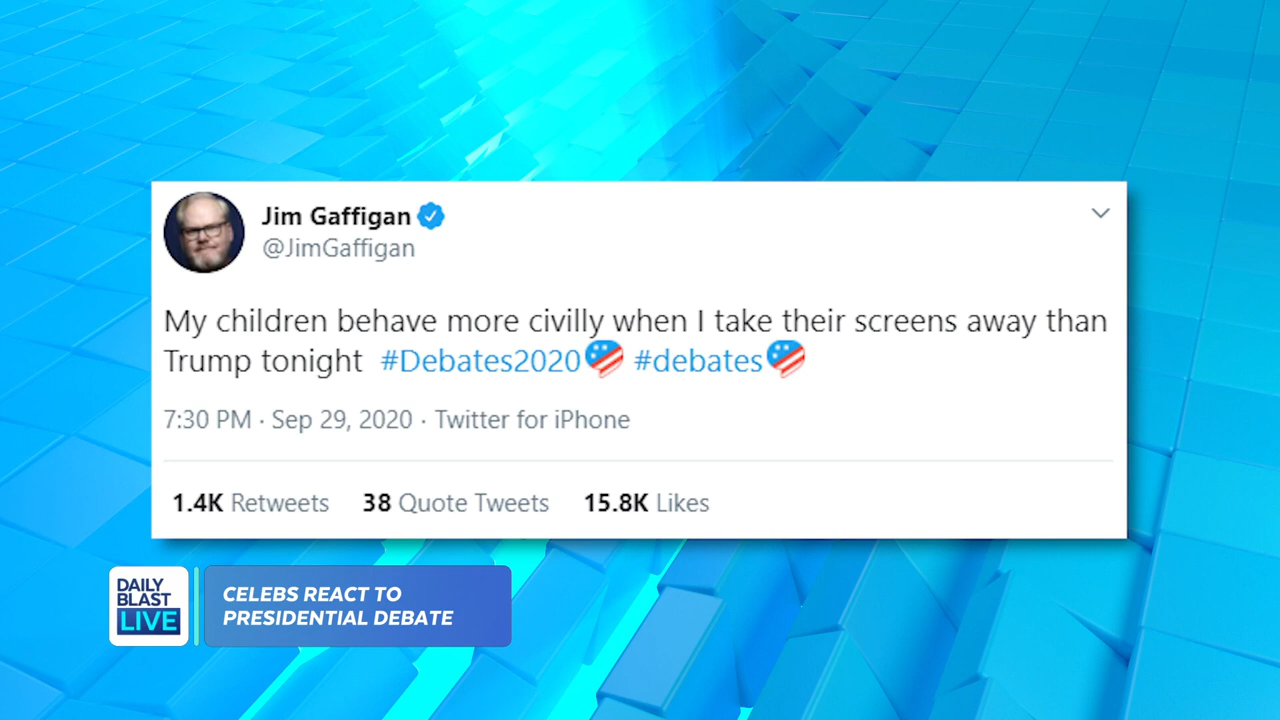 Jim Gaffigan
@JimGaffigan
My children behave more civilly when I take their screens away than
Trump tonight #Debates2020 #debates
7:30 PM · Sep 29, 2020 · Twitter for iPhone
1.4K Retweets 38 Quote Tweets 15.8K Likes
DAILY
BLAST
LIVE
CELEBS REACT TO
PRESIDENTIAL DEBATE